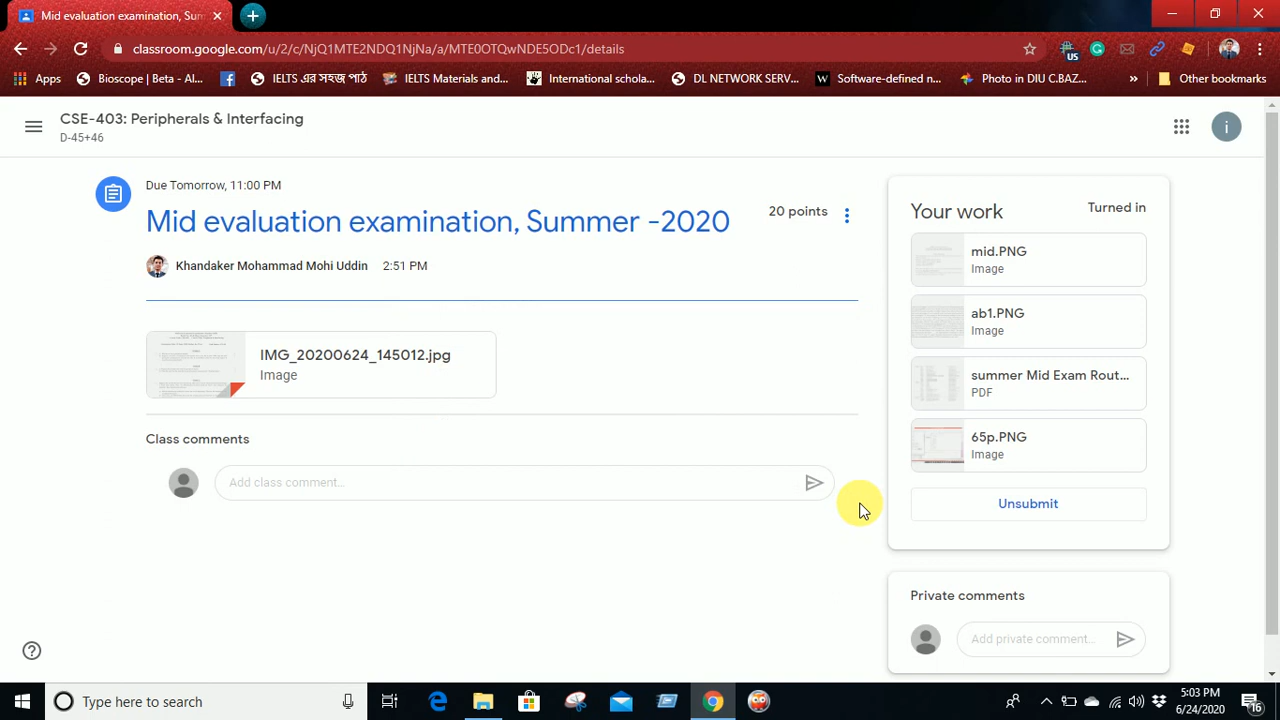 Mid evaluation examination, Sum
classroom.google.com/u/2/c/NjQ1MTE2NDQ1NjNa/a/MTE0OTQwNDE5ODc1/details
US
Apps
Bioscope | Beta - Al...
IELTS এর সহজ পাঠ
IELTS Materials and...
International schola...
DL NETWORK SERV...
W
Software-defined n...
Photo in DIU C.BAZ...
»
Other bookmarks
CSE-403: Peripherals & Interfacing
D-45+46
i
Due Tomorrow, 11:00 PM
Mid evaluation examination, Summer -2020
20 points
Khandaker Mohammad Mohi Uddin 2:51 PM
IMG_20200624_145012.jpg
Image
Class comments
Add class comment...
Your work
Turned in
mid.PNG
Image
ab1.PNG
Image
summer Mid Exam Rout...
PDF
65p.PNG
Image
Unsubmit
Private comments
Add private comment...
Type here to search
5:03 PM
6/24/2020
16